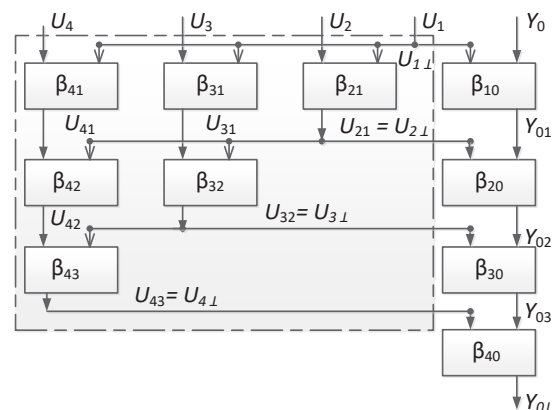 U₄ U₃ U₂ U₁ Y₀
U₁⊥
β₄₁ β₃₁ β₂₁ β₁₀
U₄₁ U₃₁ U₂₁ = U₂⊥ Y₀₁
β₄₂ β₃₂ β₂₀
U₄₂ U₃₂= U₃⊥ Y₀₂
β₄₃ β₃₀
U₄₃= U₄⊥ Y₀₃
β₄₀
Y₀⊥